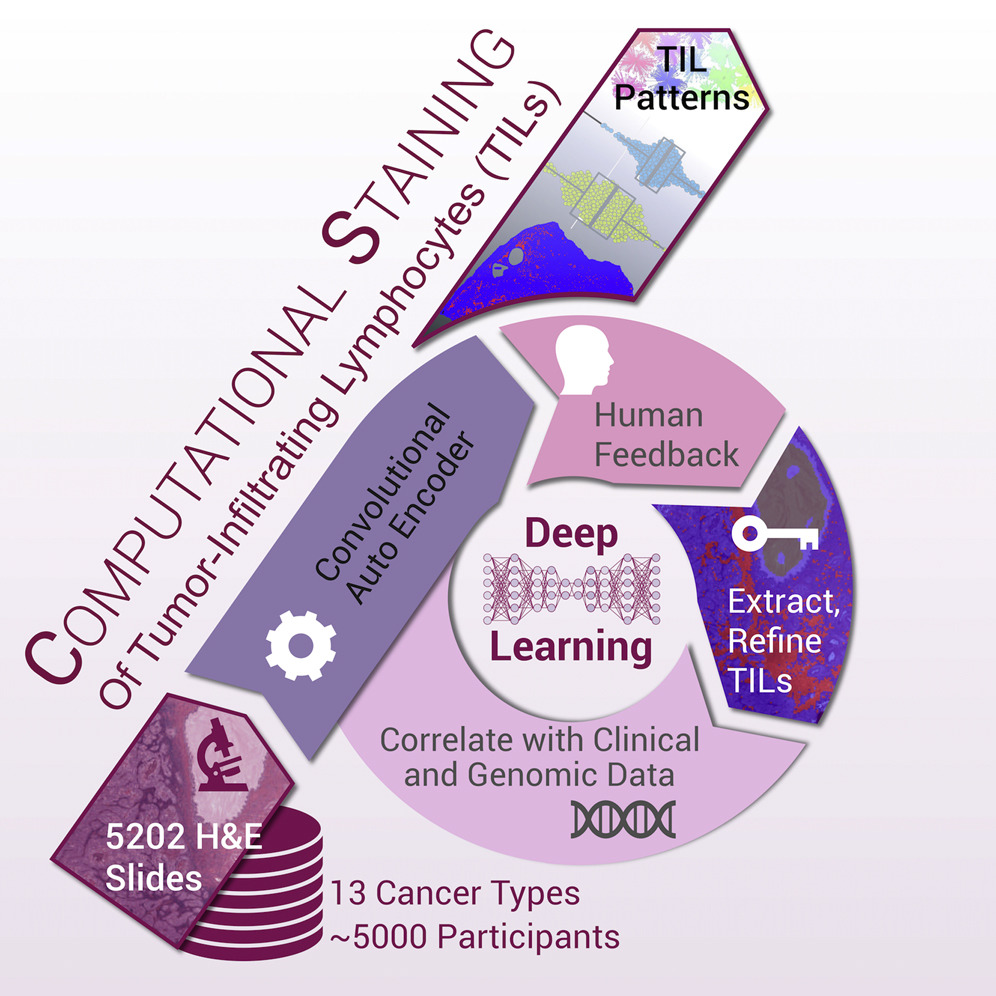 COMPUTATIONAL STAINING
of Tumor-Infiltrating Lymphocytes (TILs)
TIL
Patterns
Human
Feedback
Convolutional
Auto Encoder
Deep
Learning
Extract,
Refine
TILs
Correlate with Clinical
and Genomic Data
5202 H&E
Slides
13 Cancer Types
~5000 Participants